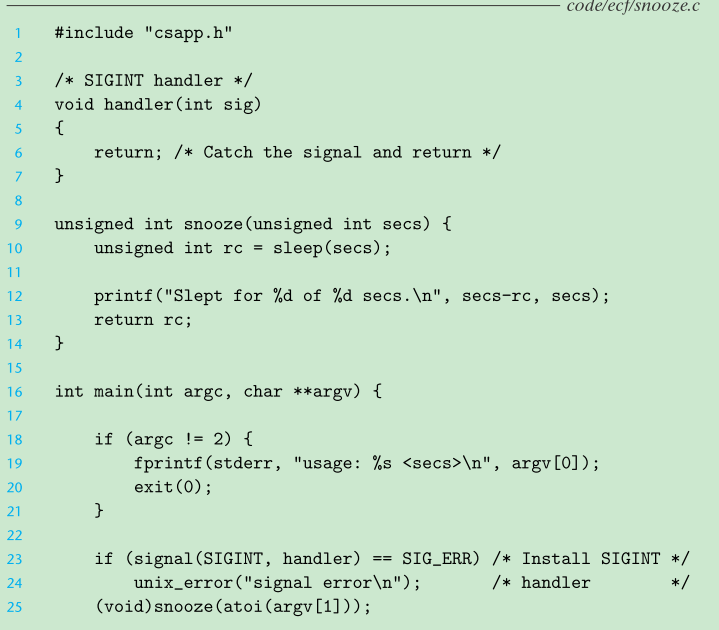 code/ecf/snooze.c
1 #include "csapp.h"
2
3 /* SIGINT handler */
4 void handler(int sig)
5 {
6     return; /* Catch the signal and return */
7 }
8
9 unsigned int snooze(unsigned int secs) {
10     unsigned int rc = sleep(secs);
11
12     printf("Slept for %d of %d secs.\n", secs-rc, secs);
13     return rc;
14 }
15
16 int main(int argc, char **argv) {
17
18     if (argc != 2) {
19         fprintf(stderr, "usage: %s <secs>\n", argv[0]);
20         exit(0);
21     }
22
23     if (signal(SIGINT, handler) == SIG_ERR) /* Install SIGINT */
24         unix_error("signal error\n");       /* handler        */
25     (void)snooze(atoi(argv[1]));